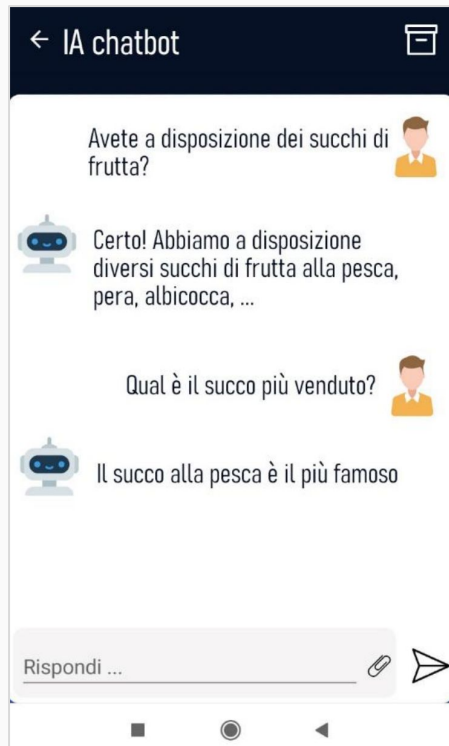 IA chatbot
Avete a disposizione dei succhi di
frutta?
Certo! Abbiamo a disposizione
diversi succhi di frutta alla pesca,
pera, albicocca, ...
Qual è il succo più venduto?
Il succo alla pesca è il più famoso
Rispondi ...